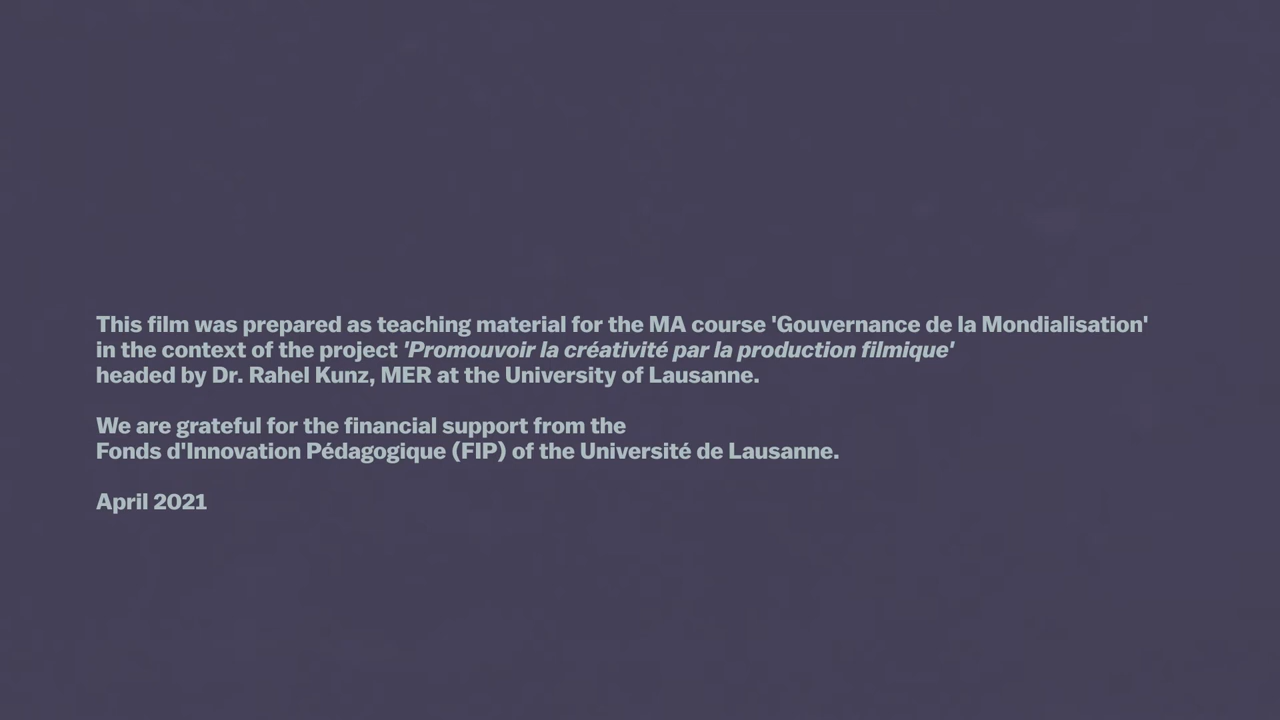 This film was prepared as teaching material for the MA course 'Gouvernance de la Mondialisation'
in the context of the project 'Promouvoir la créativité par la production filmique'
headed by Dr. Rahel Kunz, MER at the University of Lausanne.
We are grateful for the financial support from the
Fonds d'Innovation Pédagogique (FIP) of the Université de Lausanne.
April 2021